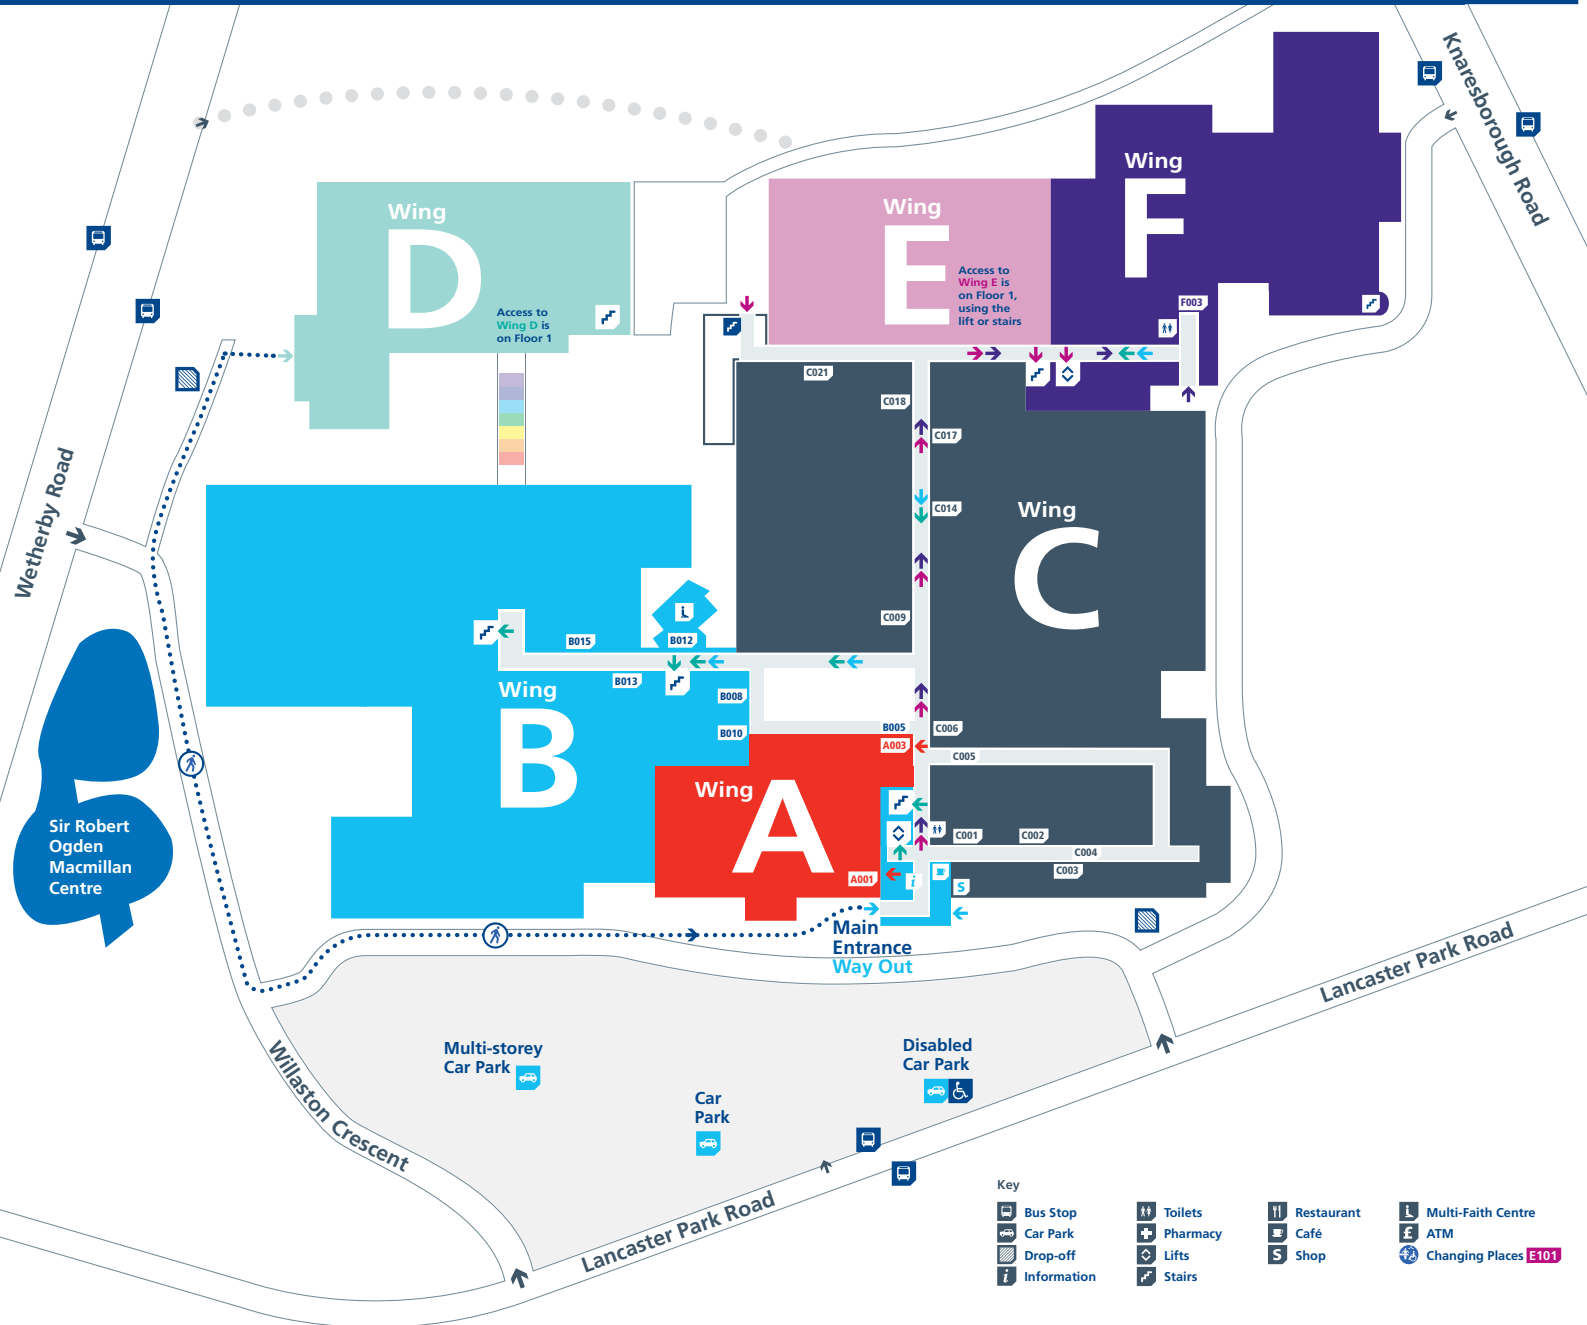 Knaresborough Road
Wing
F
Wing
E
Access to
Wing E is
on Floor 1,
using the
lift or stairs
Wing
D
Access to
Wing D is
on Floor 1
F003
C021
C018
C017
C014
C009
Wing
C
Wetherby Road
B015
B012
B013
B008
B010
B005
A003
C006
C005
Wing
B
Wing
A
C001
C002
C004
C003
A001
i
S
Sir Robert
Ogden
Macmillan
Centre
Main
Entrance
Way Out
Lancaster Park Road
Willaston Crescent
Multi-storey
Car Park
Car
Park
Disabled
Car Park
Lancaster Park Road
Key
Bus Stop
Car Park
Drop-off
i Information
Toilets
Pharmacy
Lifts
Stairs
Restaurant
Café
S Shop
Multi-Faith Centre
£ ATM
Changing Places E101